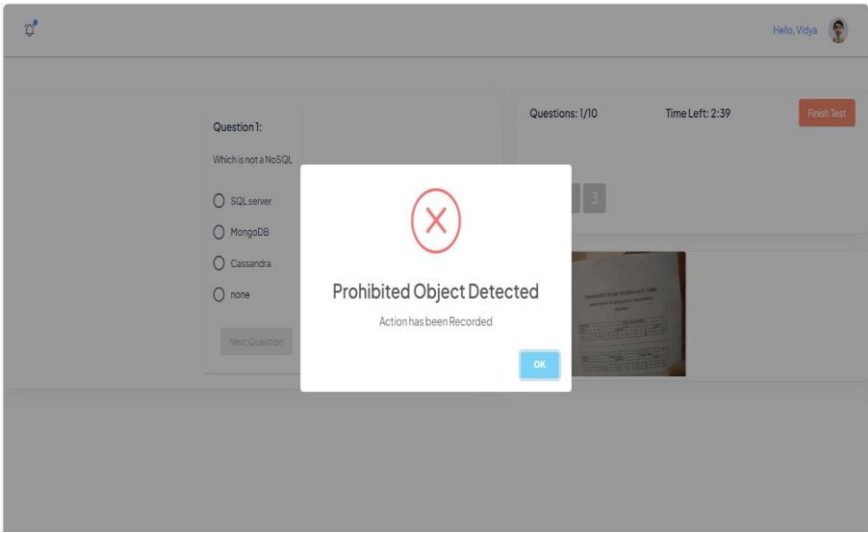 Hello, Vidya
Questions: 1/10
Time Left: 2:39
Finish Test
Question 1:
Which is not a NoSQL
SQL server
MongoDB
Cassandra
none
Next Question
3
Prohibited Object Detected
Action has been Recorded
OK